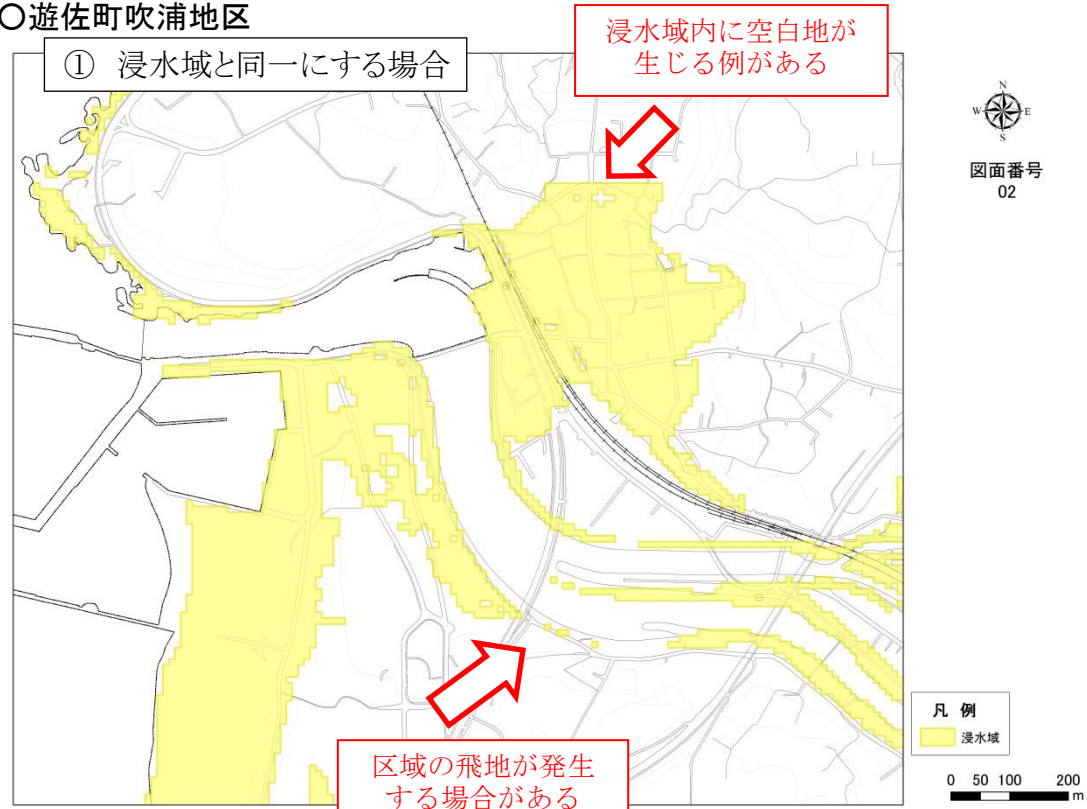 〇遊佐町吹浦地区
① 浸水域と同一にする場合
浸水域内に空白地が
生じる例がある
N
W E
S
図面番号
02
区域の飛地が発生
する場合がある
凡 例
浸水域
0 50 100 200
m